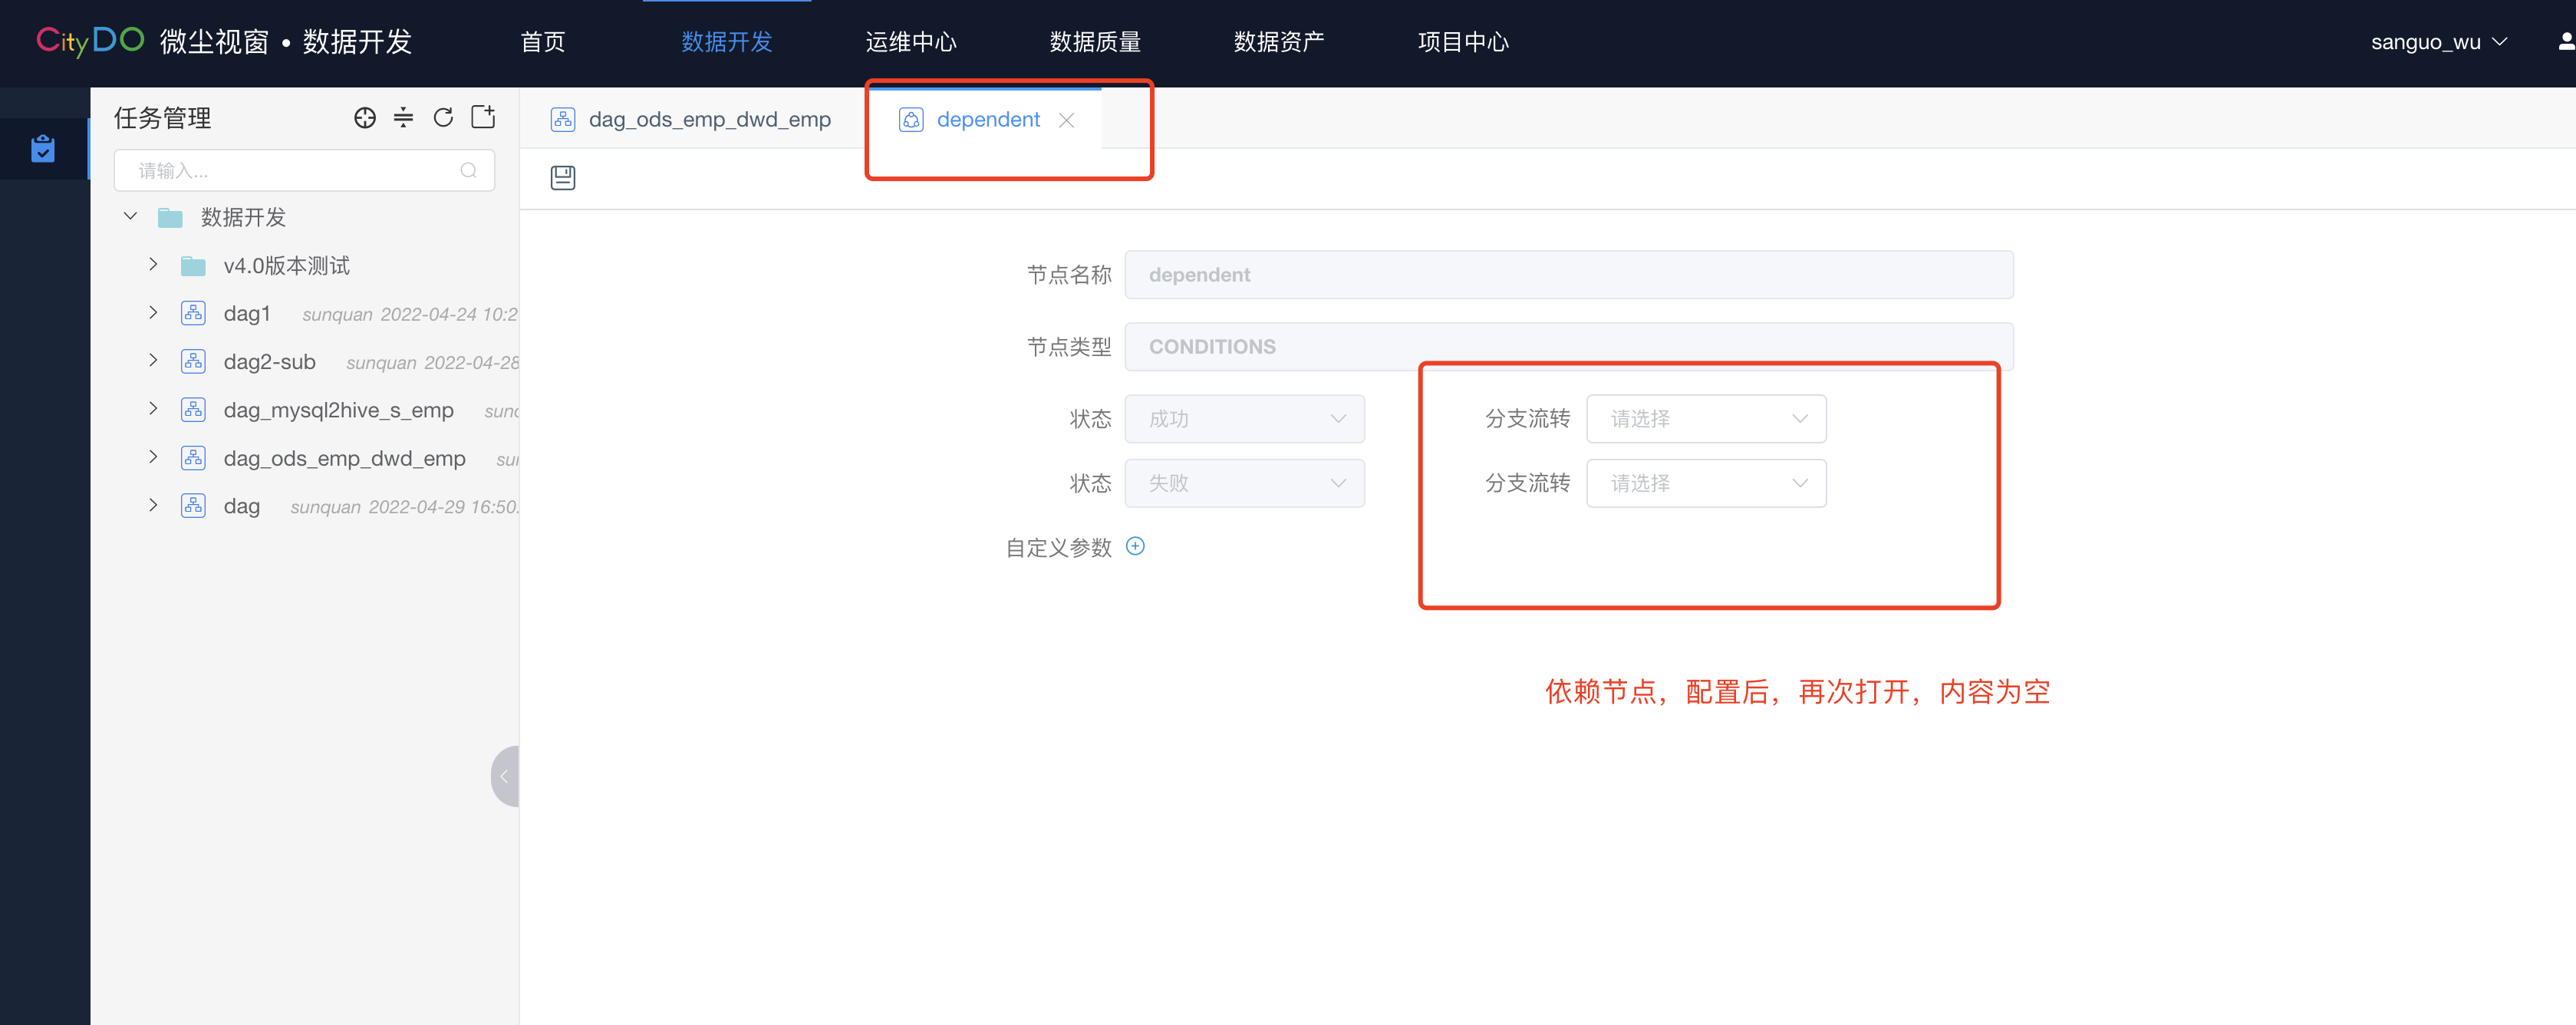 CityDO 微尘视窗 • 数据开发 首页 数据开发 运维中心 数据质量 数据资产 项目中心 sanguo_wu
任务管理
请输入...
数据开发
v4.0版本测试
dag1 sunquan 2022-04-24 10:2
dag2-sub sunquan 2022-04-28
dag_mysql2hive_s_emp sunq
dag_ods_emp_dwd_emp sun
dag sunquan 2022-04-29 16:50:
dag_ods_emp_dwd_emp dependent
节点名称 dependent
节点类型 CONDITIONS
状态 成功 分支流转 请选择
状态 失败 分支流转 请选择
自定义参数
依赖节点，配置后，再次打开，内容为空